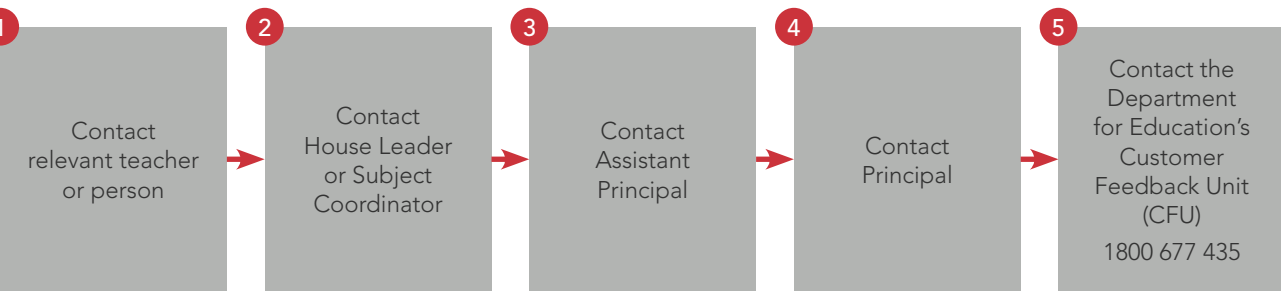 1
Contact
relevant teacher
or person
2
Contact
House Leader
or Subject
Coordinator
3
Contact
Assistant
Principal
4
Contact
Principal
5
Contact the
Department
for Education’s
Customer
Feedback Unit
(CFU)
1800 677 435